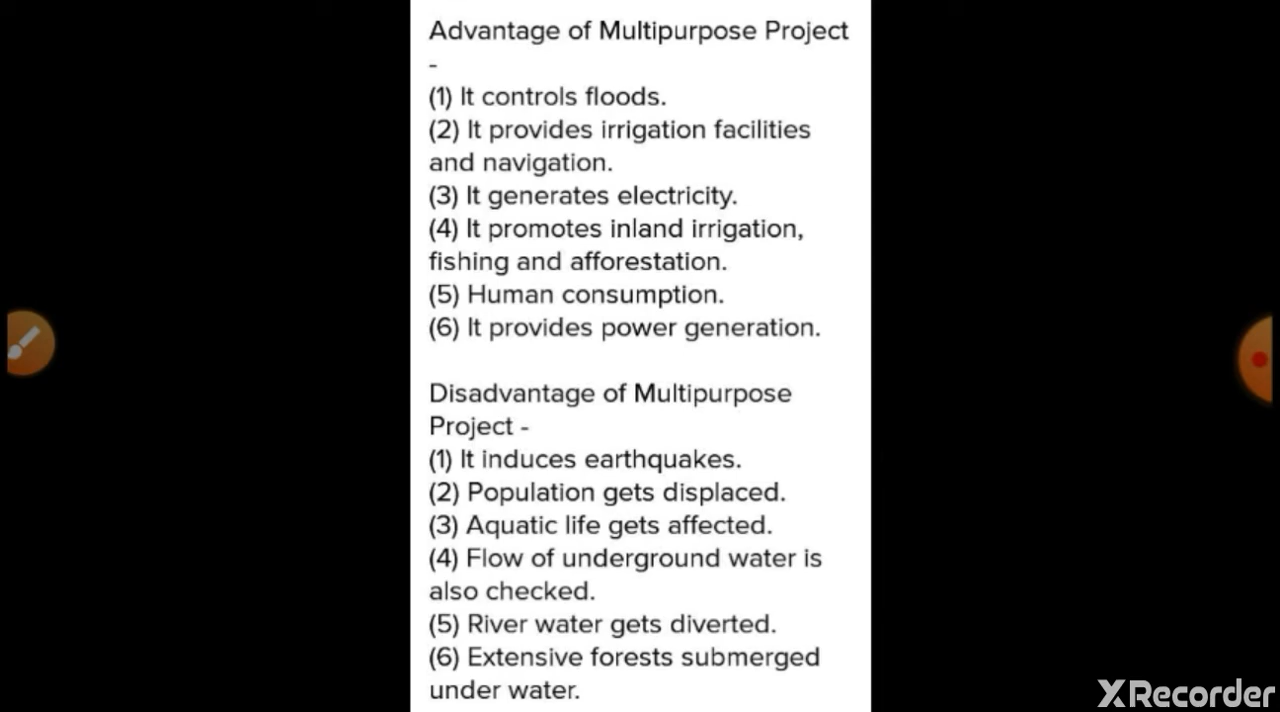 Advantage of Multipurpose Project
-
(1) It controls floods.
(2) It provides irrigation facilities
and navigation.
(3) It generates electricity.
(4) It promotes inland irrigation,
fishing and afforestation.
(5) Human consumption.
(6) It provides power generation.
Disadvantage of Multipurpose
Project -
(1) It induces earthquakes.
(2) Population gets displaced.
(3) Aquatic life gets affected.
(4) Flow of underground water is
also checked.
(5) River water gets diverted.
(6) Extensive forests submerged
under water.
XRecorder